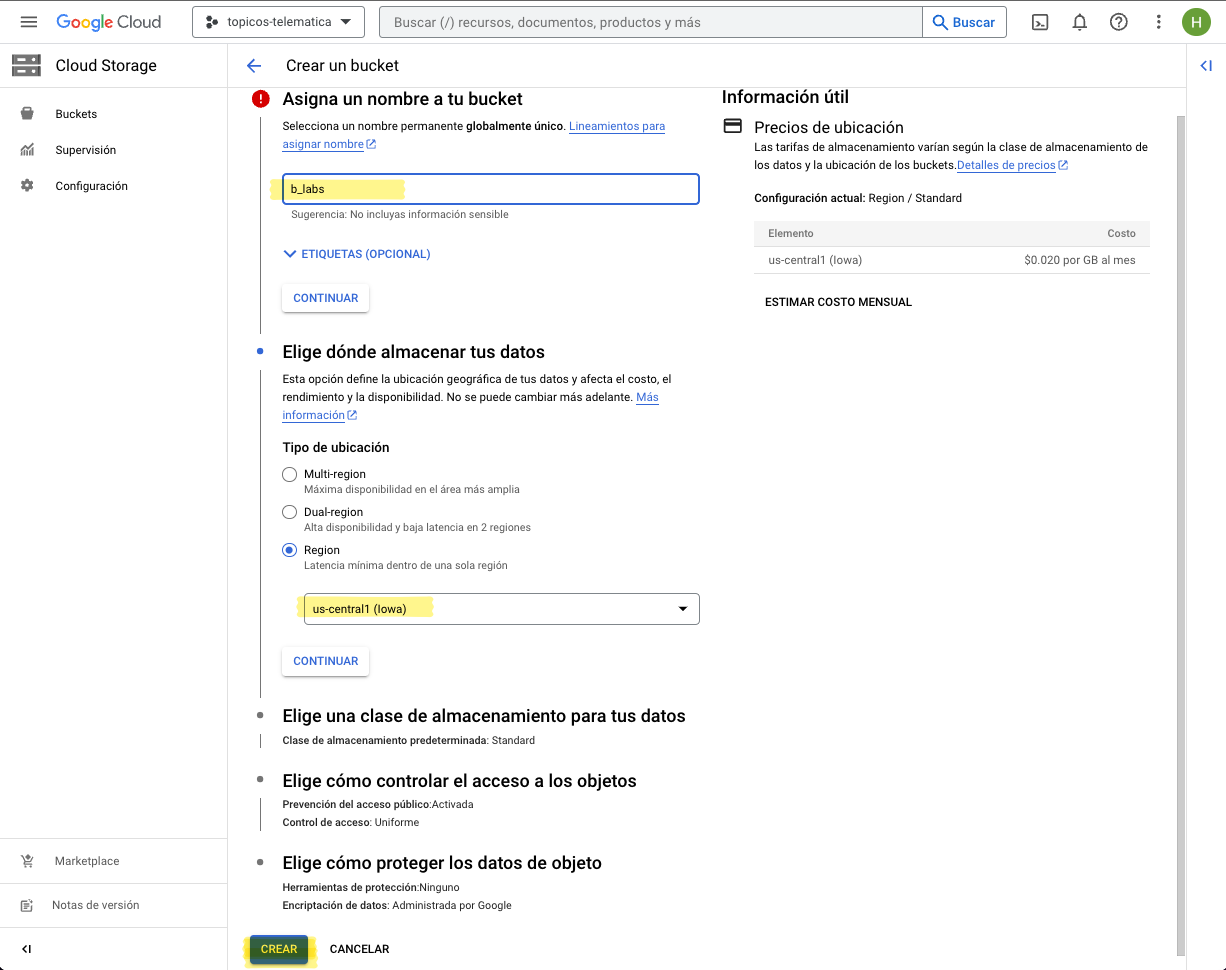 Google Cloud
topicos-telematica
Buscar (/) recursos, documentos, productos y más
Buscar
H
Cloud Storage
Crear un bucket
Buckets
Supervisión
Configuración
Marketplace
Notas de versión
!
Asigna un nombre a tu bucket
Selecciona un nombre permanente globalmente único. Lineamientos para
asignar nombre
b_labs
Sugerencia: No incluyas información sensible
ETIQUETAS (OPCIONAL)
CONTINUAR
Elige dónde almacenar tus datos
Esta opción define la ubicación geográfica de tus datos y afecta el costo, el
rendimiento y la disponibilidad. No se puede cambiar más adelante. Más
información
Tipo de ubicación
Multi-region
Máxima disponibilidad en el área más amplia
Dual-region
Alta disponibilidad y baja latencia en 2 regiones
Region
Latencia mínima dentro de una sola región
us-central1 (Iowa)
CONTINUAR
Elige una clase de almacenamiento para tus datos
Clase de almacenamiento predeterminada: Standard
Elige cómo controlar el acceso a los objetos
Prevención del acceso público:Activada
Control de acceso: Uniforme
Elige cómo proteger los datos de objeto
Herramientas de protección:Ninguno
Encriptación de datos: Administrada por Google
CREAR
CANCELAR
Información útil
Precios de ubicación
Las tarifas de almacenamiento varían según la clase de almacenamiento de
los datos y la ubicación de los buckets.Detalles de precios
Configuración actual: Region / Standard
Elemento Costo
us-central1 (Iowa) $0.020 por GB al mes
ESTIMAR COSTO MENSUAL